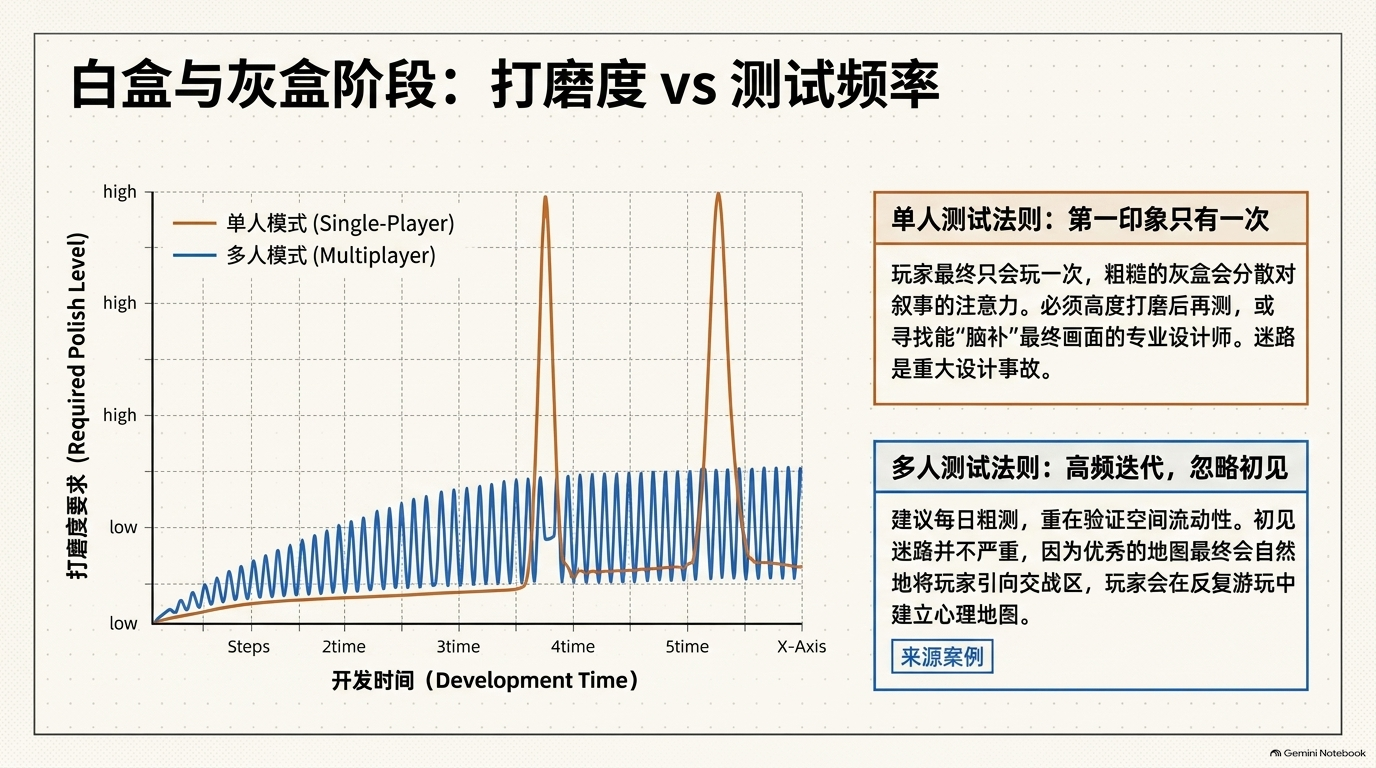 白盒与灰盒阶段：打磨度 vs 测试频率
打磨度要求（Required Polish Level）
high
high
high
low
low
单人模式 (Single-Player)
多人模式 (Multiplayer)
Steps
2time
3time
4time
5time
X-Axis
开发时间（Development Time）
单人测试法则：第一印象只有一次
玩家最终只会玩一次，粗糙的灰盒会分散对
叙事的注意力。必须高度打磨后再测，或
寻找能“脑补”最终画面的专业设计师。迷路
是重大设计事故。
多人测试法则：高频迭代，忽略初见
建议每日粗测，重在验证空间流动性。初见
迷路并不严重，因为优秀的地图最终会自然
地将玩家引向交战区，玩家会在反复游玩中
建立心理地图。
来源案例
Gemini Notebook